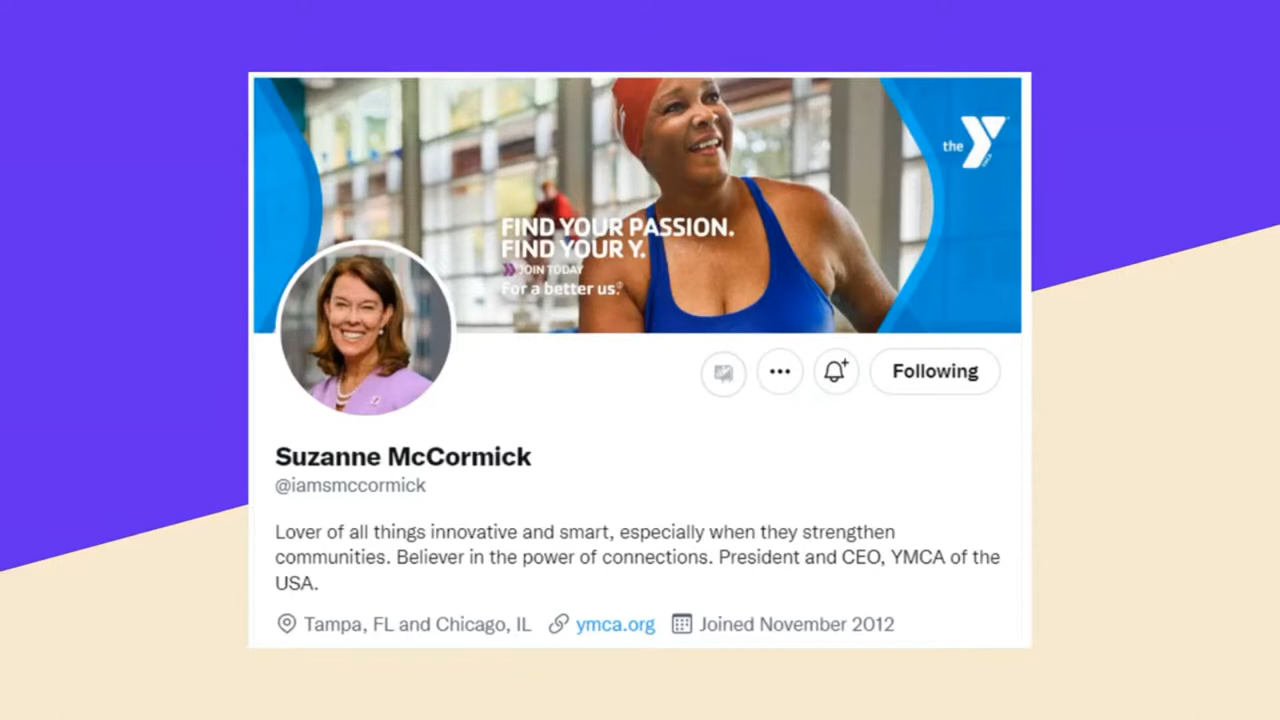 the Y
YMCA
FIND YOUR PASSION.
FIND YOUR Y.
JOIN TODAY
For a better us.®
Following
Suzanne McCormick
@iamsmccormick
Lover of all things innovative and smart, especially when they strengthen
communities. Believer in the power of connections. President and CEO, YMCA of the
USA.
Tampa, FL and Chicago, IL ymca.org Joined November 2012